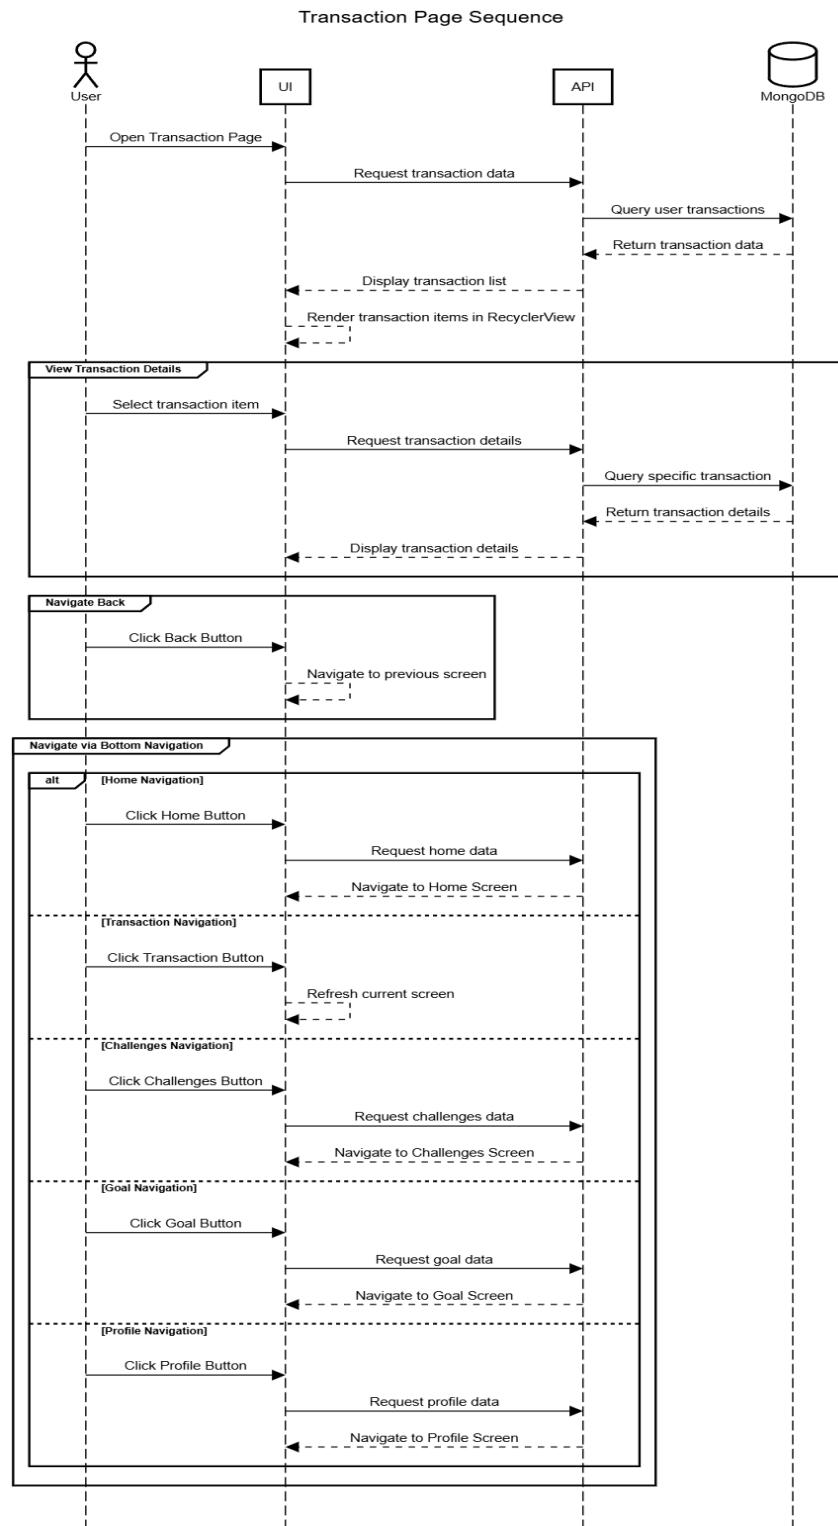 Transaction Page Sequence
User
UI
API
MongoDB
Open Transaction Page
Request transaction data
Query user transactions
Return transaction data
Display transaction list
Render transaction items in RecyclerView
View Transaction Details
Select transaction item
Request transaction details
Query specific transaction
Return transaction details
Display transaction details
Navigate Back
Click Back Button
Navigate to previous screen
Navigate via Bottom Navigation
alt [Home Navigation]
Click Home Button
Request home data
Navigate to Home Screen
[Transaction Navigation]
Click Transaction Button
Refresh current screen
[Challenges Navigation]
Click Challenges Button
Request challenges data
Navigate to Challenges Screen
[Goal Navigation]
Click Goal Button
Request goal data
Navigate to Goal Screen
[Profile Navigation]
Click Profile Button
Request profile data
Navigate to Profile Screen